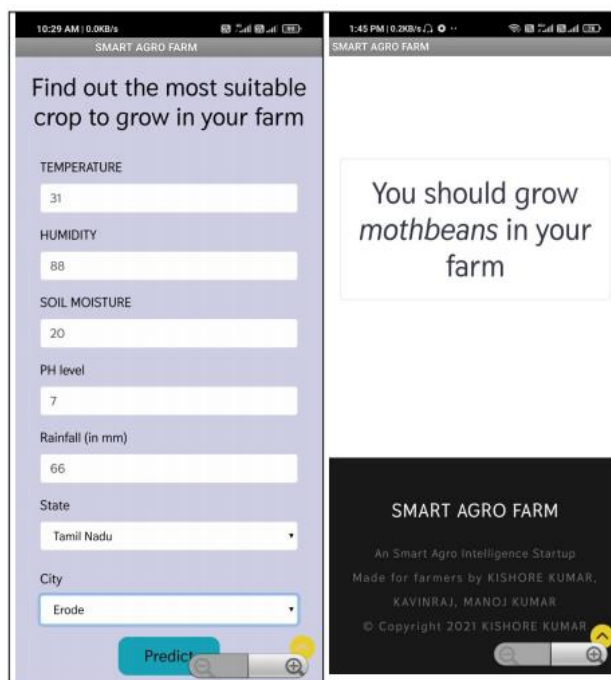 10:29 AM | 0.0KB/s
SMART AGRO FARM
Find out the most suitable
crop to grow in your farm
TEMPERATURE
31
HUMIDITY
88
SOIL MOISTURE
20
PH level
7
Rainfall (in mm)
66
State
Tamil Nadu
City
Erode
Predict
1:45 PM | 0.2KB/s
SMART AGRO FARM
You should grow
mothbeans in your
farm
SMART AGRO FARM
An Smart Agro Intelligence Startup
Made for farmers by KISHORE KUMAR,
KAVINRAJ, MANOJ KUMAR
© Copyright 2021 KISHORE KUMAR